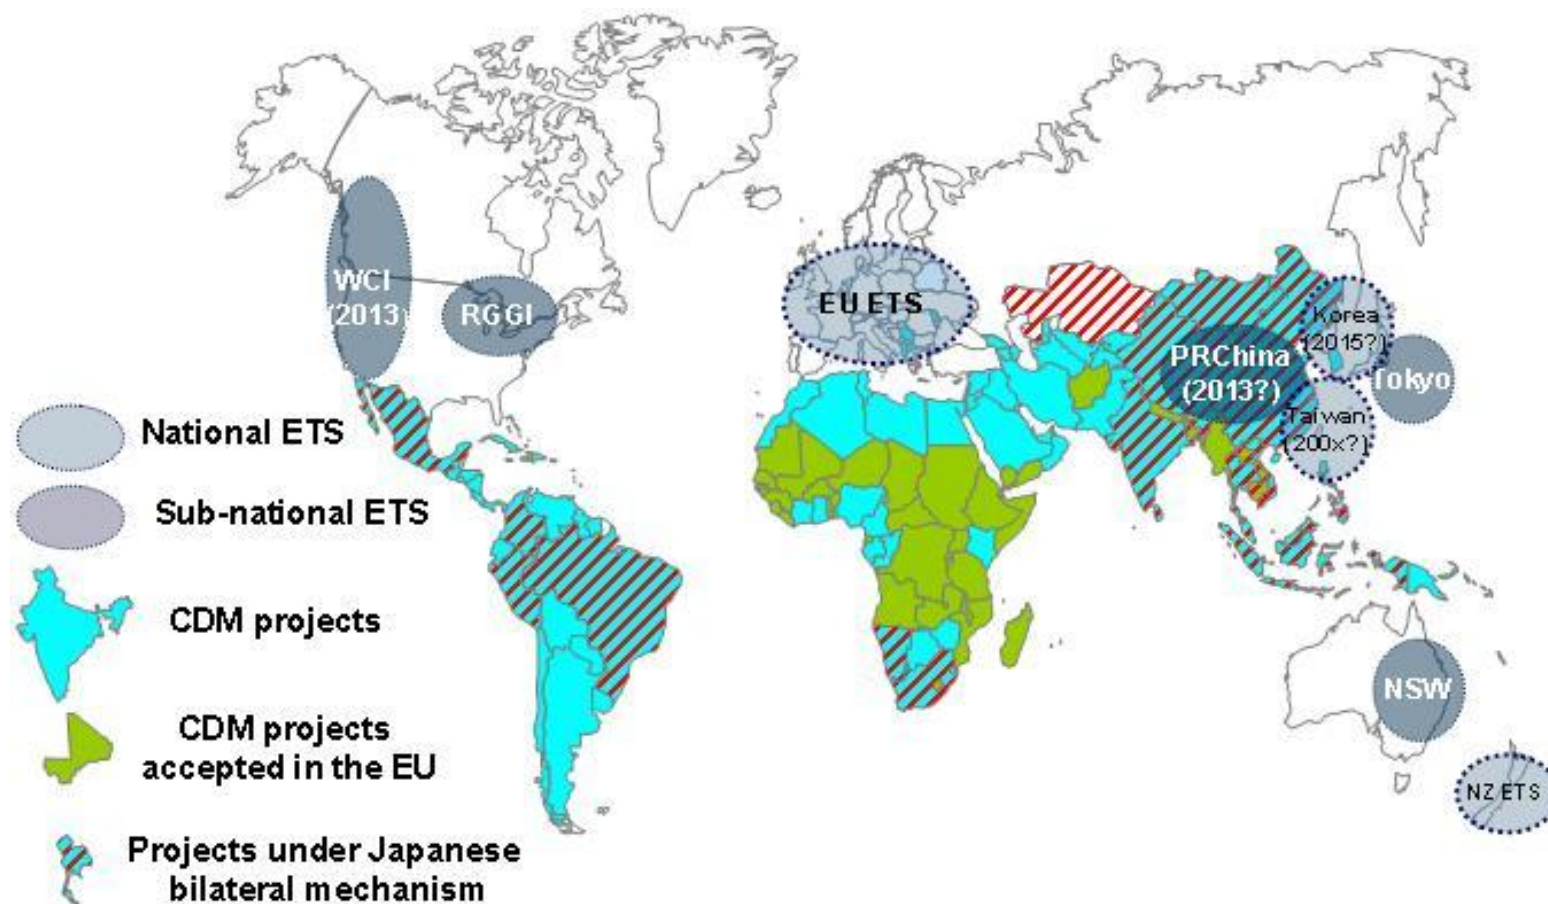 WCI
(2013)
RGGI
EU ETS
Korea
(2015?)
PRChina
(2013?)
Tokyo
Taiwan
(200x?)
National ETS
Sub-national ETS
CDM projects
NSW
CDM projects
accepted in the EU
NZ ETS
Projects under Japanese
bilateral mechanism